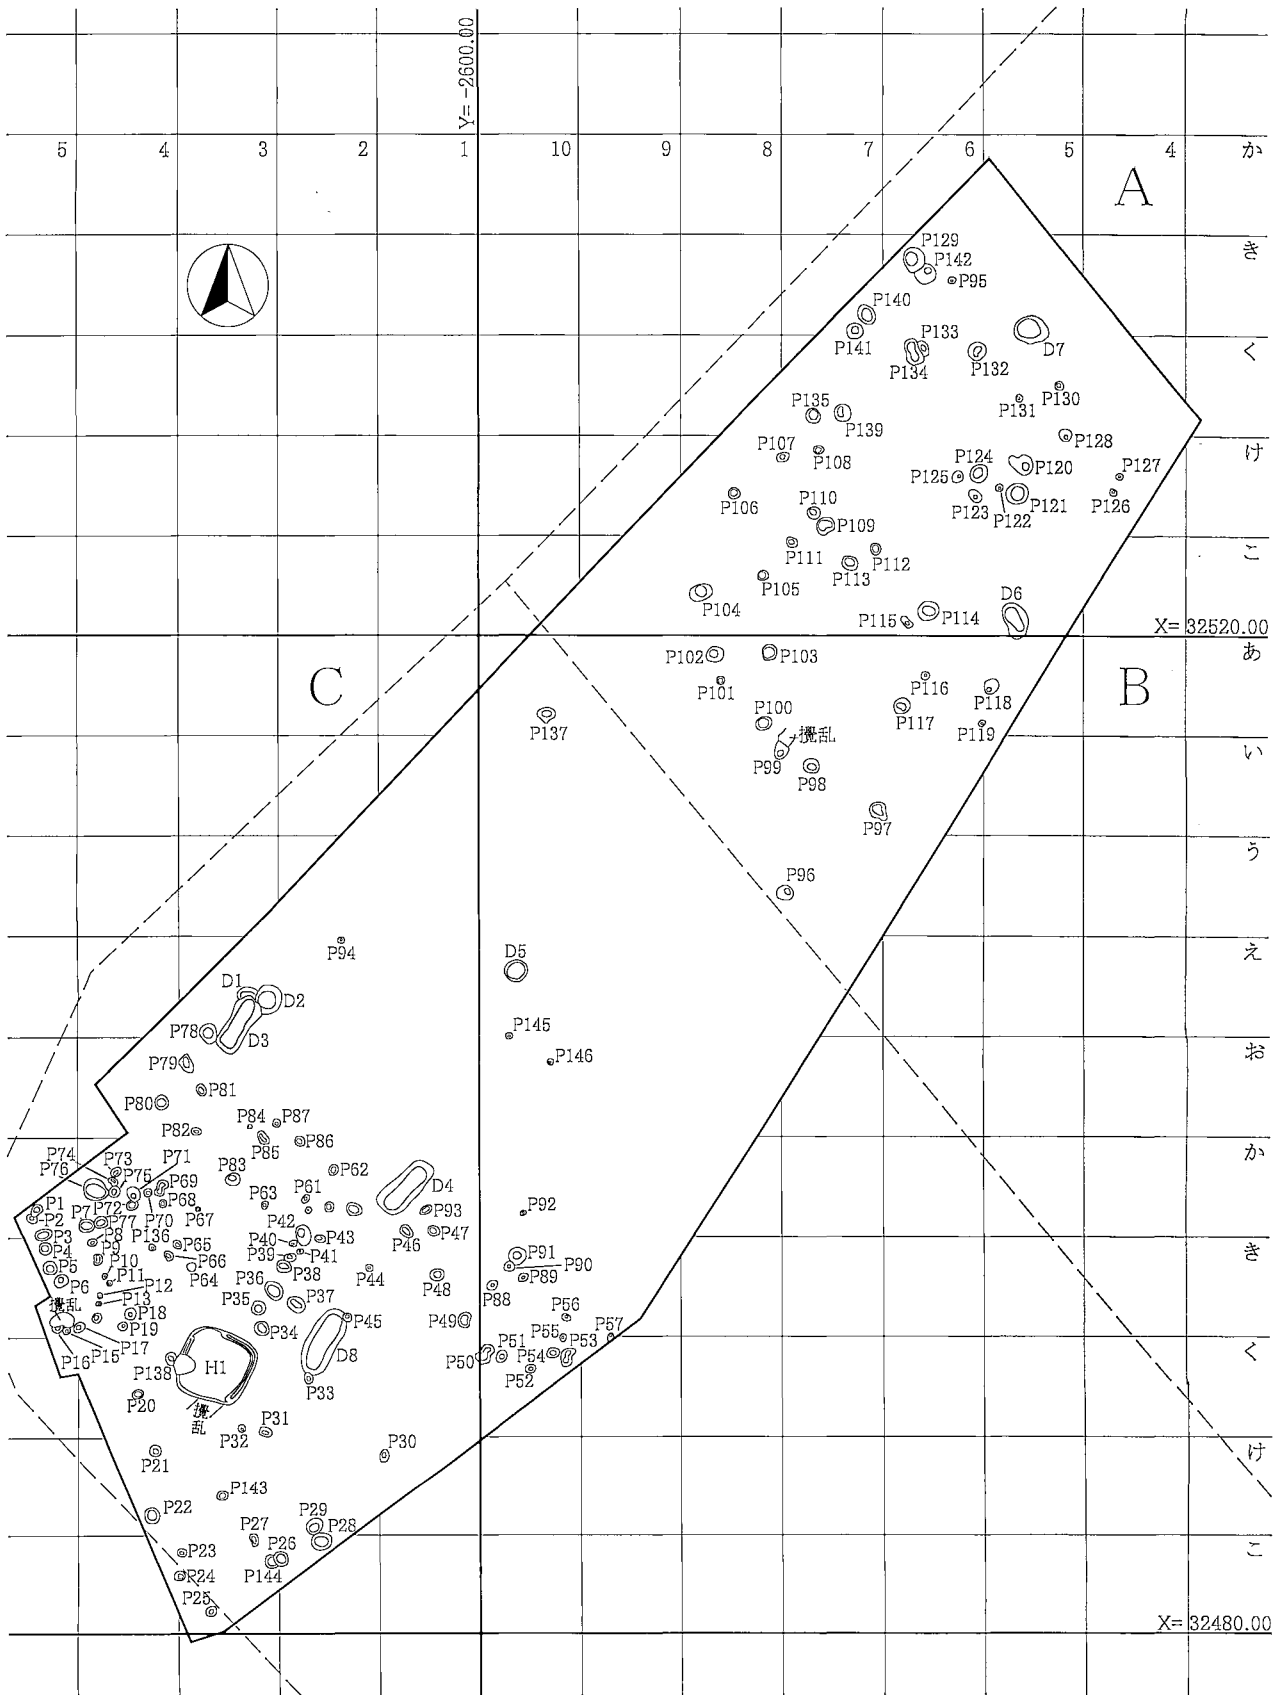 Y= -2600.00
5 4 3 2 1 10 9 8 7 6 5 4 か
A
き
P129
P142
P95
P140
P141
P133
P134
P132
D7
く
P135
P139
P131
P130
P107
P108
P128
け
P124
P125
P120
P127
P106
P123
P122
P121
P126
P110
P109
P111
P112
こ
P105
P113
P104
P115
P114
D6
X= 32520.00
P102
P103
あ
C
P101
P116
B
P118
P137
P100
P117
P119
攪乱
い
P99
P98
P97
う
P96
P94
D5
え
D1
D2
P78
D3
P145
P79
P146
お
P81
P80
P84
P87
P82
P85
P86
か
P74
P73
P71
P76
P75
P69
P83
P62
D4
P1
P72
P68
P63
P61
P2
P7
P77
P70
P67
P93
P92
P3
P8
P136
P65
P42
P43
P46
P47
き
P4
P9
P66
P40
P41
P91
P5
P10
P64
P39
P38
P44
P90
P6
P11
P36
P48
P89
P12
P88
攪乱
P13
P18
P35
P37
P45
P49
P56
P19
P34
P55
P57
P17
P51
P53
く
P16
P15
P138
H1
D8
P50
P54
P52
P20
P33
攪
乱
P32
P31
P21
P30
け
P143
P22
P29
P28
P27
P23
P26
こ
P24
P144
P25
X= 32480.00